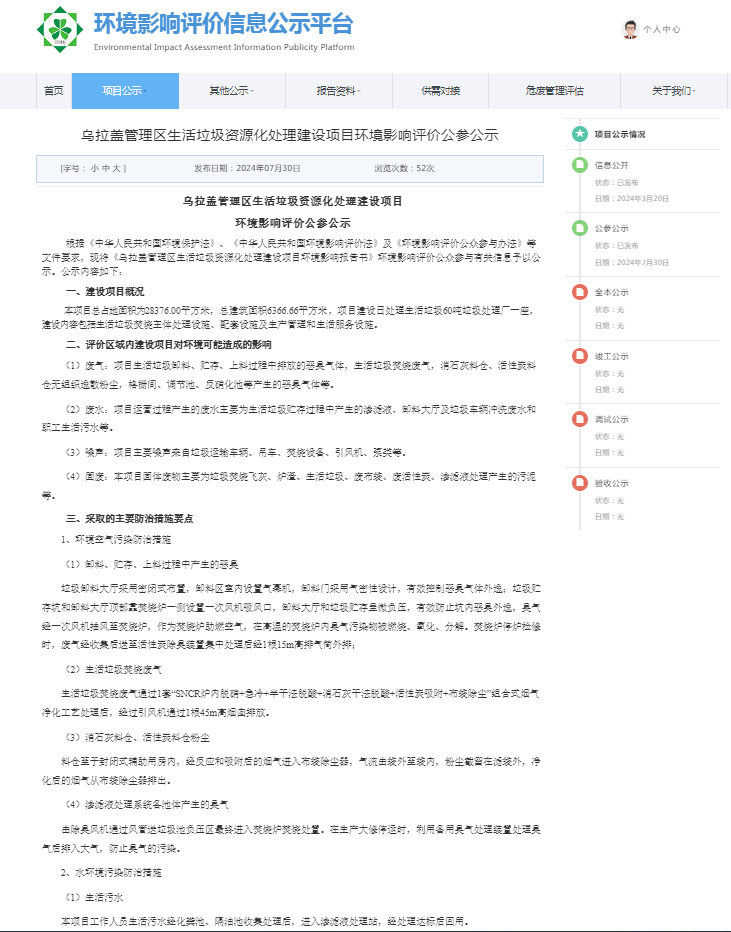 环境影响评价信息公示平台
Environmental Impact Assessment Information Publicity Platform
个人中心
首页
项目公示
其他公示
报告资料
供需对接
危废管理评估
关于我们
乌拉盖管理区生活垃圾资源化处理建设项目环境影响评价公参公示
[字号： 小 中 大 ]
发布日期：2024年07月30日
浏览次数：52次
乌拉盖管理区生活垃圾资源化处理建设项目
环境影响评价公参公示
根据《中华人民共和国环境保护法》、《中华人民共和国环境影响评价法》及《环境影响评价公众参与办法》等
文件要求，现将《乌拉盖管理区生活垃圾资源化处理建设项目环境影响报告书》环境影响评价公众参与有关信息予以公
示。公示内容如下：
一、建设项目概况
本项目总占地面积为28376.00平方米，总建筑面积6366.66平方米，项目建设日处理生活垃圾60吨垃圾处理厂一座，
建设内容包括生活垃圾焚烧主体处理设施、配套设施及生产管理和生活服务设施。
二、评价区域内建设项目对环境可能造成的影响
（1）废气：项目生活垃圾卸料、贮存、上料过程中排放的恶臭气体，生活垃圾焚烧废气，消石灰料仓、活性炭料
仓无组织逸散粉尘，格栅间、调节池、反硝化池等产生的恶臭气体等。
（2）废水：项目运营过程产生的废水主要为生活垃圾贮存过程中产生的渗滤液、卸料大厅及垃圾车辆冲洗废水和
职工生活污水等。
（3）噪声：项目主要噪声来自垃圾运输车辆、吊车、焚烧设备、引风机、泵类等。
（4）固废：本项目固体废物主要为垃圾焚烧飞灰、炉渣、生活垃圾、废布袋、废活性炭、渗滤液处理产生的污泥
等。
三、采取的主要防治措施要点
1、环境空气污染防治措施
（1）卸料、贮存、上料过程中产生的恶臭
垃圾卸料大厅采用密闭式布置，卸料区室内设置气幕机，卸料门采用气密性设计，有效控制恶臭气体外逸；垃圾贮
存坑和卸料大厅顶部靠焚烧炉一侧设置一次风机吸风口，卸料大厅和垃圾贮存呈微负压，有效防止坑内恶臭外逸，臭气
经一次风机抽风至焚烧炉，作为焚烧炉助燃空气，在高温的焚烧炉内臭气污染物被燃烧、氧化、分解。焚烧炉停炉检修
时，废气经收集后送至活性炭除臭装置集中处理后经1根15m高排气筒外排；
（2）生活垃圾焚烧废气
生活垃圾焚烧废气通过1套“SNCR炉内脱硝+急冷+半干法脱酸+消石灰干法脱酸+活性炭吸附+布袋除尘”组合式烟气
净化工艺处理后，经过引风机通过1根45m高烟囱排放。
（3）消石灰料仓、活性炭料仓粉尘
料仓至于封闭式辅助用房内，经反应和吸附后的烟气进入布袋除尘器，气流由袋外至袋内，粉尘截留在滤袋外，净
化后的烟气从布袋除尘器排出。
（4）渗滤液处理系统各池体产生的臭气
由除臭风机通过风管送垃圾池负压区最终进入焚烧炉焚烧处置。在生产大修停运时，利用备用臭气处理装置处理臭
气后排入大气，防止臭气的污染。
2、水环境污染防治措施
（1）生活污水
本项目工作人员生活污水经化粪池、隔油池收集处理后，进入渗滤液处理站，经处理达标后回用。
项目公示情况
信息公开
状态：已发布
日期：2024年3月20日
公参公示
状态：已发布
日期：2024年7月30日
全本公示
状态：无
日期：无
竣工公示
状态：无
日期：无
调试公示
状态：无
日期：无
验收公示
状态：无
日期：无